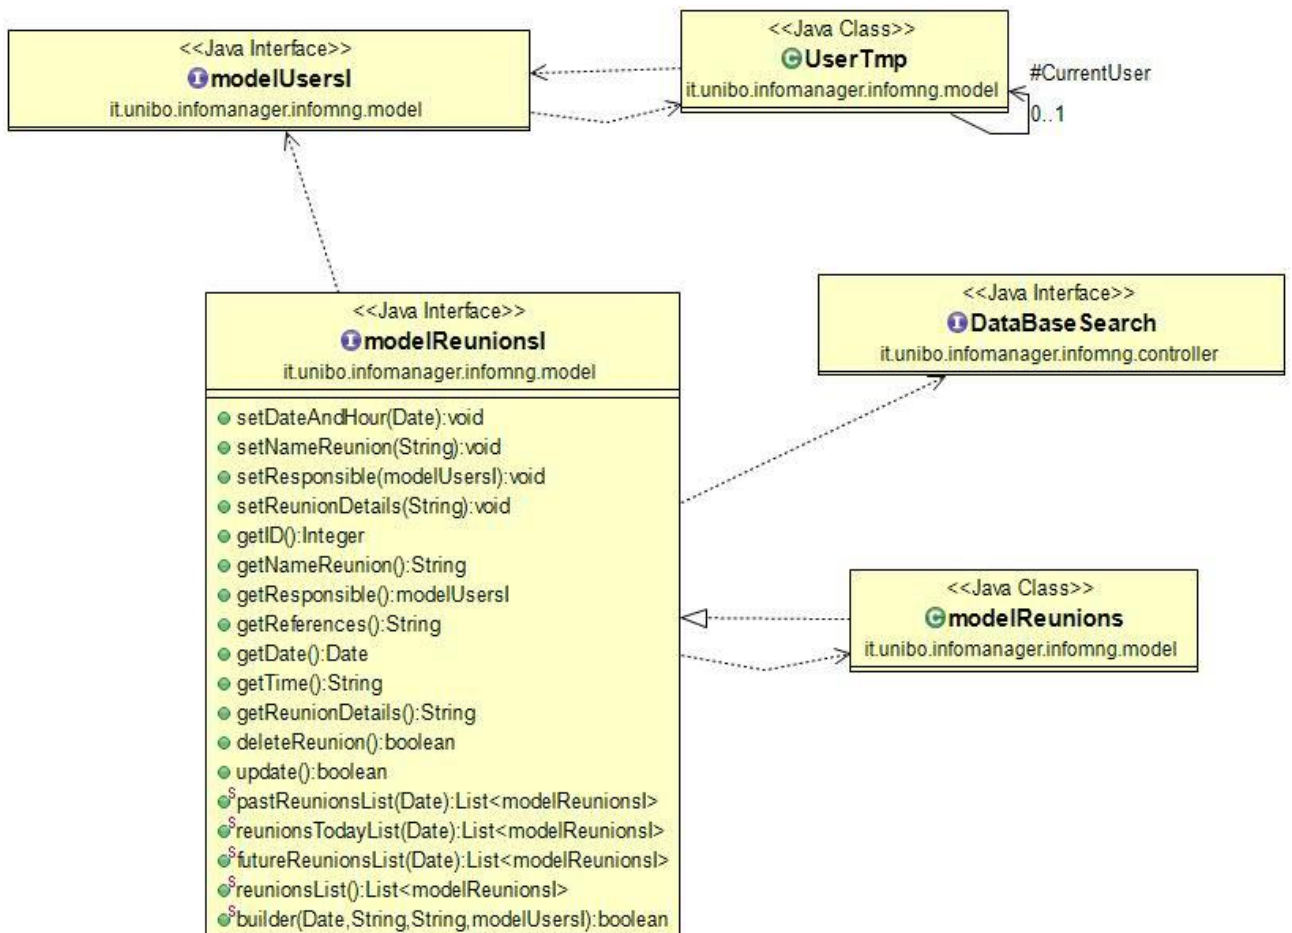 <<Java Interface>>
modelUsersI
it.unibo.infomanager.infomng.model
<<Java Class>>
UserTmp
it.unibo.infomanager.infomng.model
#CurrentUser
0..1
<<Java Interface>>
modelReunionsI
it.unibo.infomanager.infomng.model
setDateAndHour(Date):void
setNameReunion(String):void
setResponsible(modelUsersI):void
setReunionDetails(String):void
getID():Integer
getNameReunion():String
getResponsible():modelUsersI
getReferences():String
getDate():Date
getTime():String
getReunionDetails():String
deleteReunion():boolean
update():boolean
pastReunionsList(Date):List<modelReunionsI>
reunionsTodayList(Date):List<modelReunionsI>
futureReunionsList(Date):List<modelReunionsI>
reunionsList():List<modelReunionsI>
builder(Date,String,String,modelUsersI):boolean
<<Java Interface>>
DataBaseSearch
it.unibo.infomanager.infomng.controller
<<Java Class>>
modelReunions
it.unibo.infomanager.infomng.model